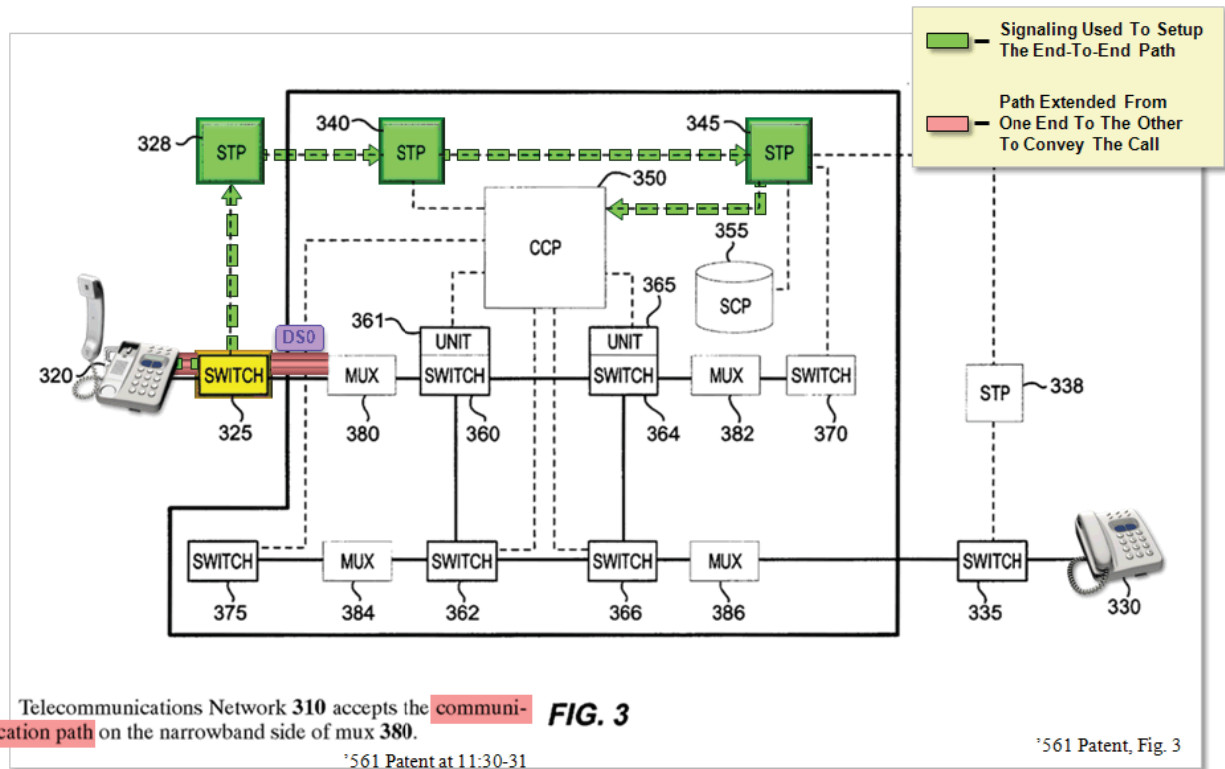 Signaling Used To Setup
The End-To-End Path
Path Extended From
One End To The Other
To Convey The Call
328
STP
340
STP
345
STP
350
CCP
355
SCP
361
UNIT
365
UNIT
DS0
320
SWITCH
325
MUX
380
SWITCH
360
SWITCH
364
MUX
382
SWITCH
370
STP
338
SWITCH
375
MUX
384
SWITCH
362
SWITCH
366
MUX
386
SWITCH
335
330
Telecommunications Network 310 accepts the communi-
cation path on the narrowband side of mux 380.
FIG. 3
’561 Patent at 11:30-31
’561 Patent, Fig. 3